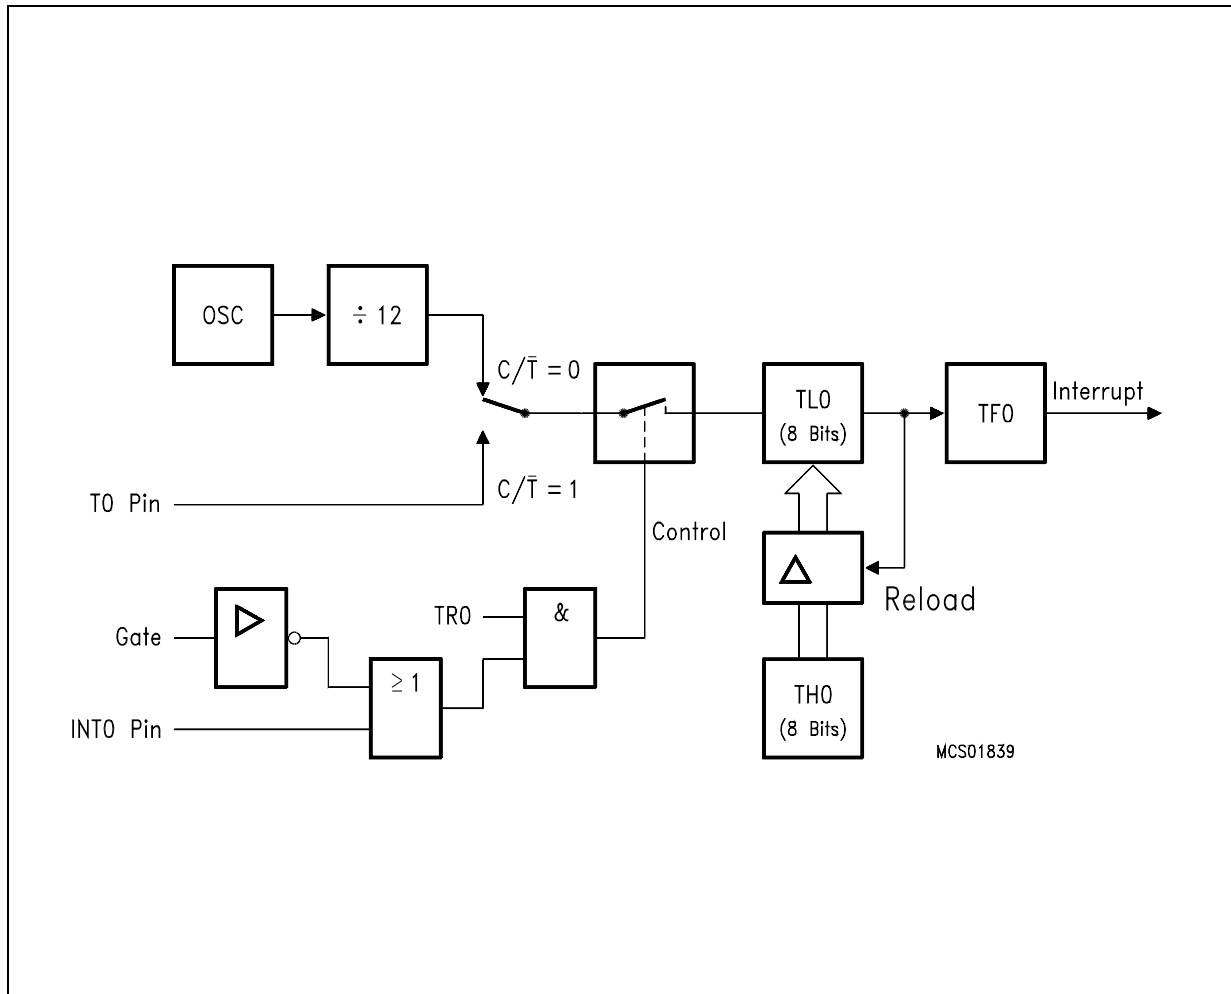 OSC
÷ 12
C/T̅ = 0
TL0
(8 Bits)
TF0
Interrupt
T0 Pin
C/T̅ = 1
Control
Reload
Gate
TR0
&
≥ 1
INT0 Pin
TH0
(8 Bits)
MCS01839